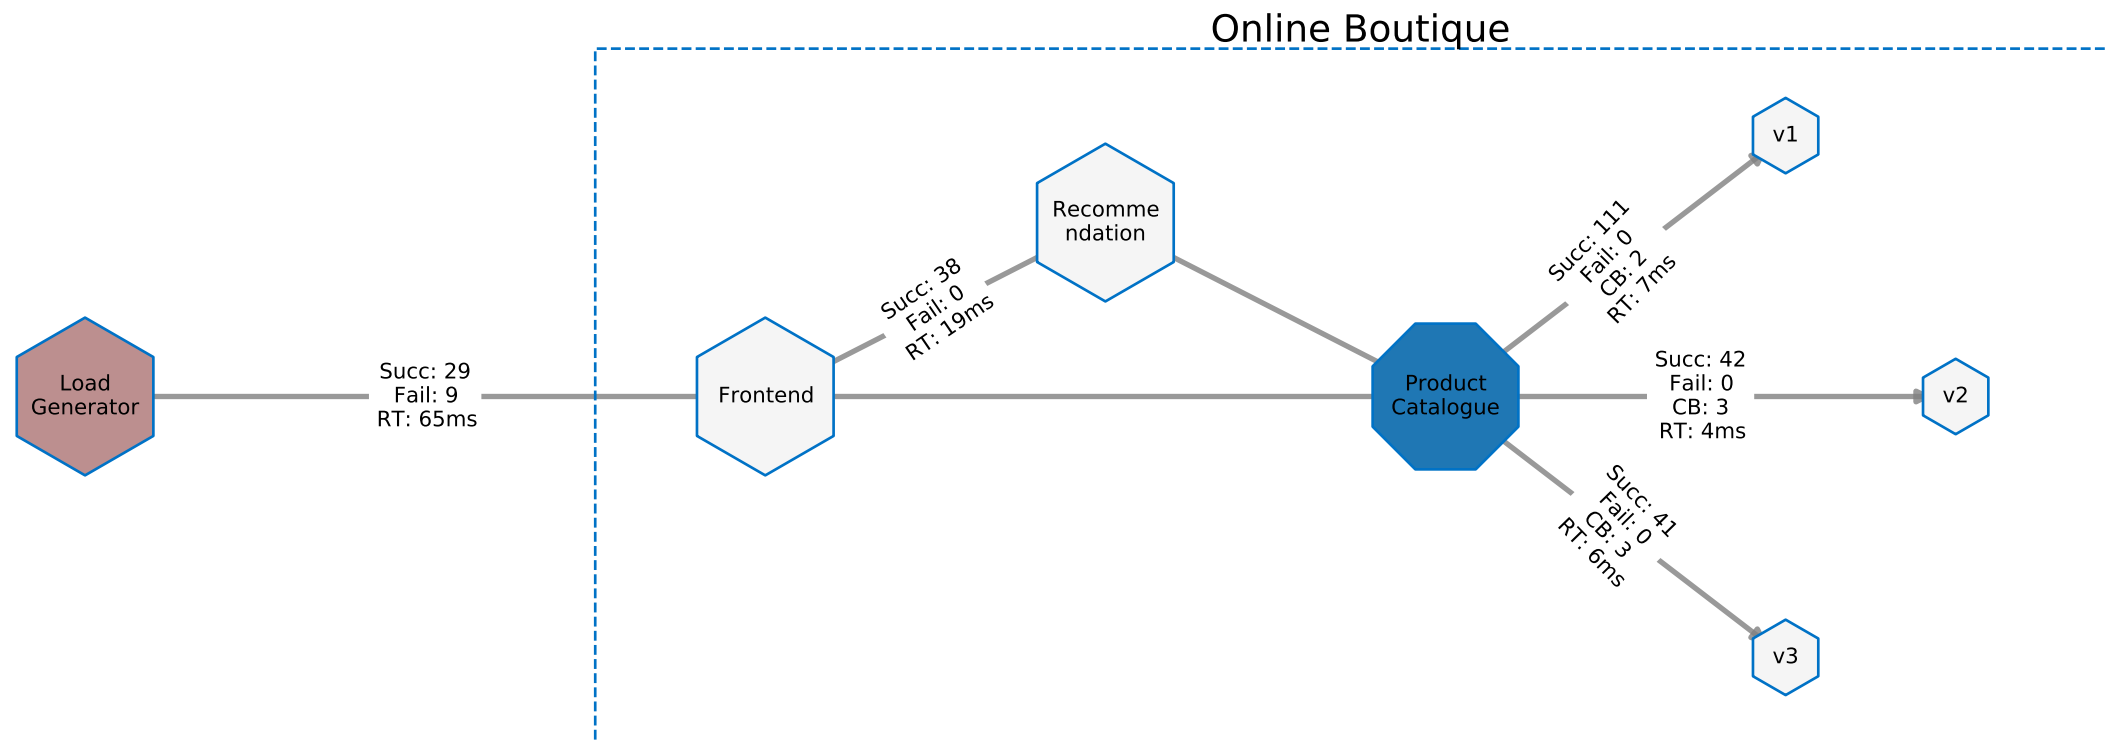 Online Boutique
Load
Generator
Succ: 29
Fail: 9
RT: 65ms
Frontend
Succ: 38
Fail: 0
RT: 19ms
Recomme
ndation
Product
Catalogue
Succ: 111
Fail: 0
CB: 2
RT: 7ms
v1
Succ: 42
Fail: 0
CB: 3
RT: 4ms
v2
Succ: 41
Fail: 0
CB: 3
RT: 6ms
v3